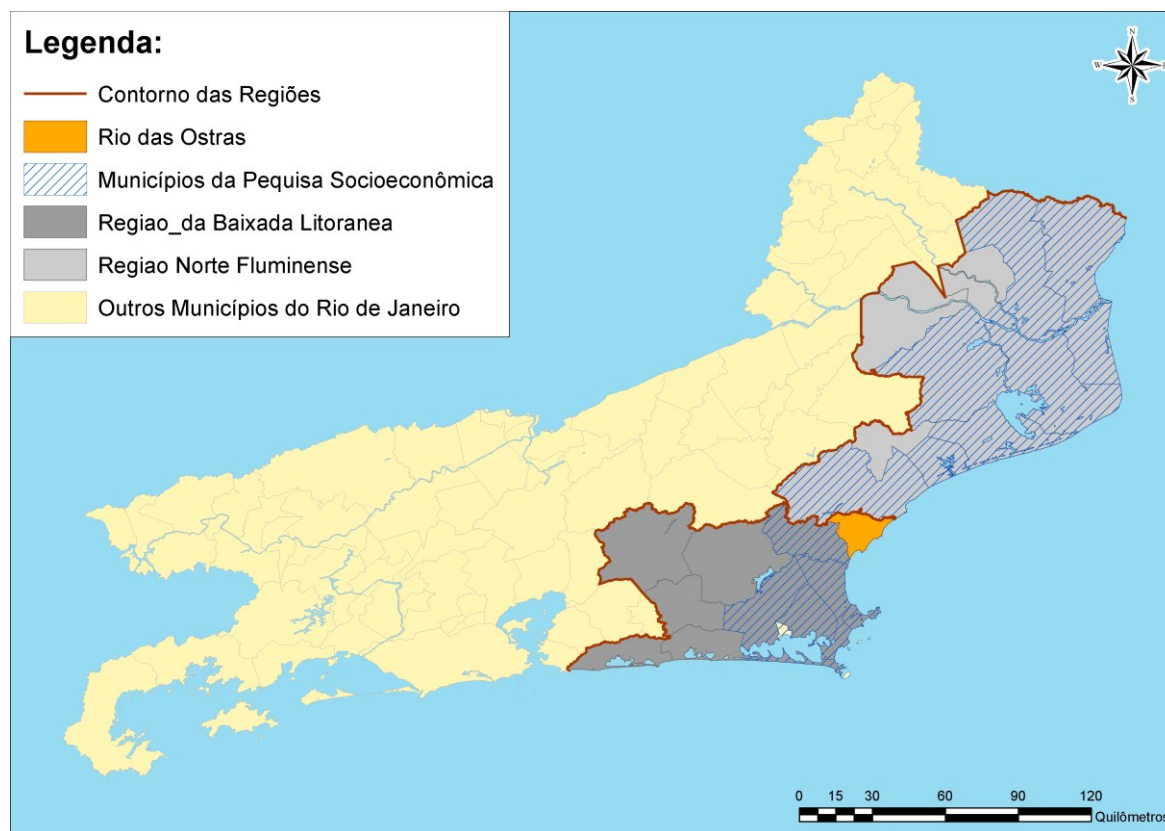 Legenda:
Contorno das Regiões
Rio das Ostras
Municípios da Pequisa Socioeconômica
Regiao_da Baixada Litoranea
Regiao Norte Fluminense
Outros Municípios do Rio de Janeiro
N
W
E
S
0 15 30 60 90 120
Quilômetros